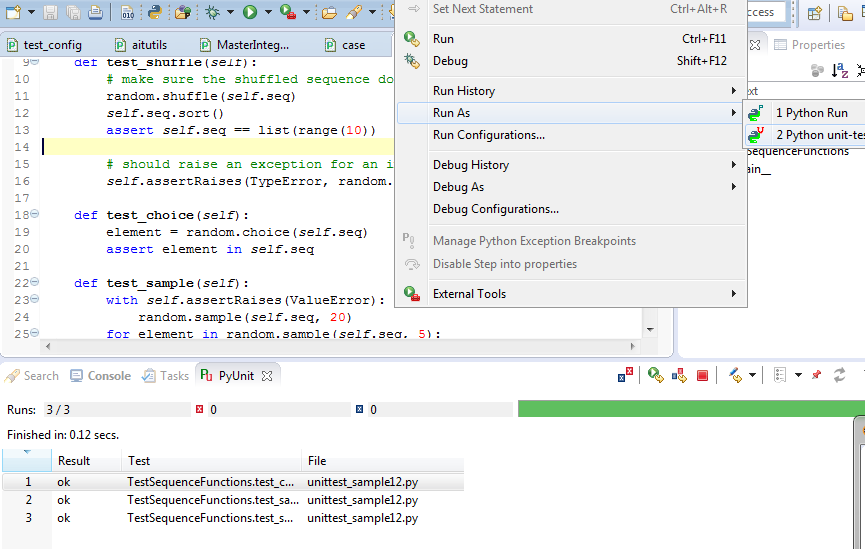 Set Next Statement Ctrl+Alt+R
Run Ctrl+F11
Debug Shift+F12
Run History
Run As
Run Configurations...
Debug History
Debug As
Debug Configurations...
Manage Python Exception Breakpoints
Disable Step into properties
External Tools
1 Python Run
2 Python unit-te
Properties
test_config aitutils MasterInteg... case
9 def test_shuffle(self):
10 # make sure the shuffled sequence do
11 random.shuffle(self.seq)
12 self.seq.sort()
13 assert self.seq == list(range(10))
14
15 # should raise an exception for an i
16 self.assertRaises(TypeError, random.
17
18 def test_choice(self):
19 element = random.choice(self.seq)
20 assert element in self.seq
21
22 def test_sample(self):
23 with self.assertRaises(ValueError):
24 random.sample(self.seq, 20)
25 for element in random.sample(self.seq, 5):
SequenceFunctions
ain__
Search Console Tasks PyUnit
Runs: 3 / 3 0 0
Finished in: 0.12 secs.
Result Test File
1 ok TestSequenceFunctions.test_c... unittest_sample12.py
2 ok TestSequenceFunctions.test_sa... unittest_sample12.py
3 ok TestSequenceFunctions.test_s... unittest_sample12.py